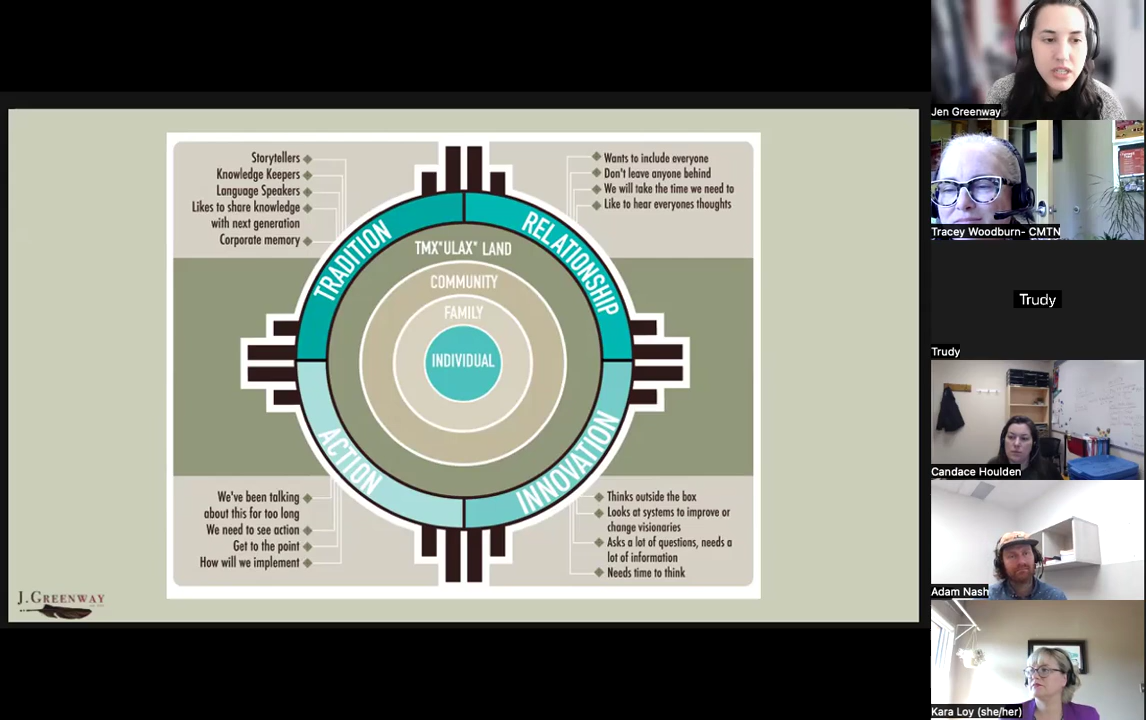 Storytellers
Knowledge Keepers
Language Speakers
Likes to share knowledge
with next generation
Corporate memory
Wants to include everyone
Don't leave anyone behind
We will take the time we need to
Like to hear everyones thoughts
TRADITION
RELATIONSHIP
TMXʷULAXʷ LAND
COMMUNITY
FAMILY
INDIVIDUAL
ACTION
INNOVATION
We've been talking
about this for too long
We need to see action
Get to the point
How will we implement
Thinks outside the box
Looks at systems to improve or
change visionaries
Asks a lot of questions, needs a
lot of information
Needs time to think
J.GREENWAY
Jen Greenway
Tracey Woodburn- CMTN
Trudy
Trudy
Candace Houlden
Adam Nash
Kara Loy (she/her)